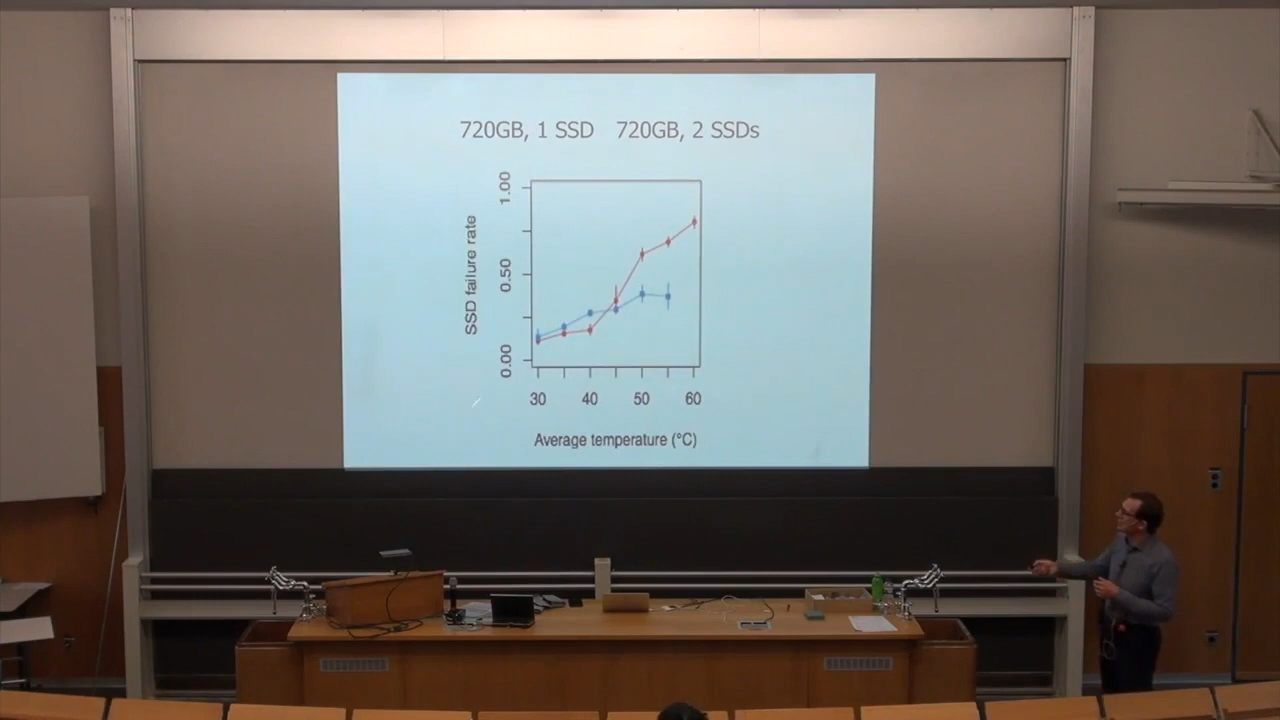 720GB, 1 SSD 720GB, 2 SSDs
SSD failure rate
1.00
0.50
0.00
30 40 50 60
Average temperature (°C)